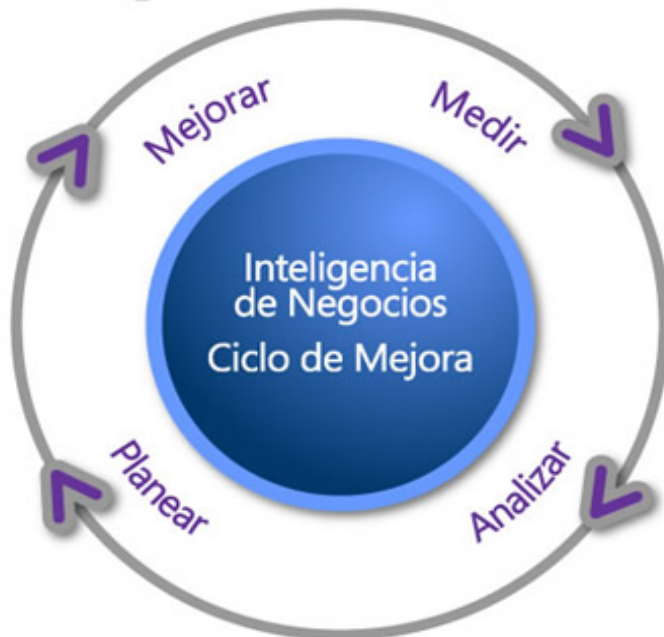 Mejorar
Medir
Inteligencia
de Negocios
Ciclo de Mejora
Planear
Analizar